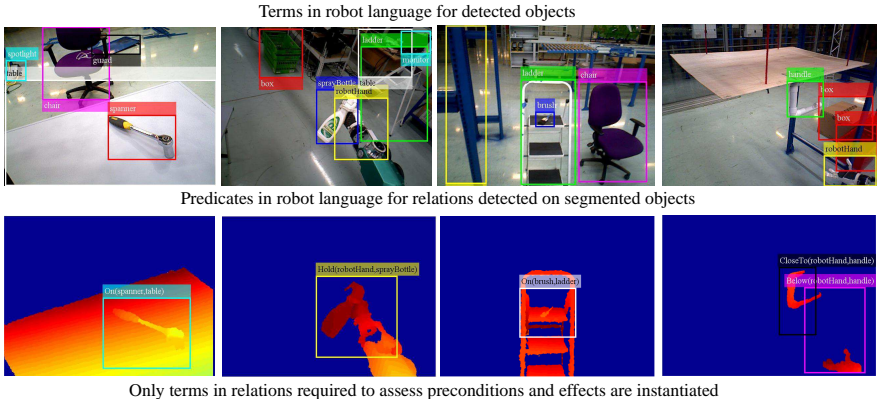 Terms in robot language for detected objects
spotlight
guard
table
chair
spanner
ladder
monitor
box
sprayBottle
table
robotHand
ladder
chair
brush
handle
box
box
robotHand
Predicates in robot language for relations detected on segmented objects
On(spanner,table)
Hold(robotHand,sprayBottle)
On(brush,ladder)
CloseTo(robotHand,handle)
Below(robotHand,handle)
Only terms in relations required to assess preconditions and effects are instantiated